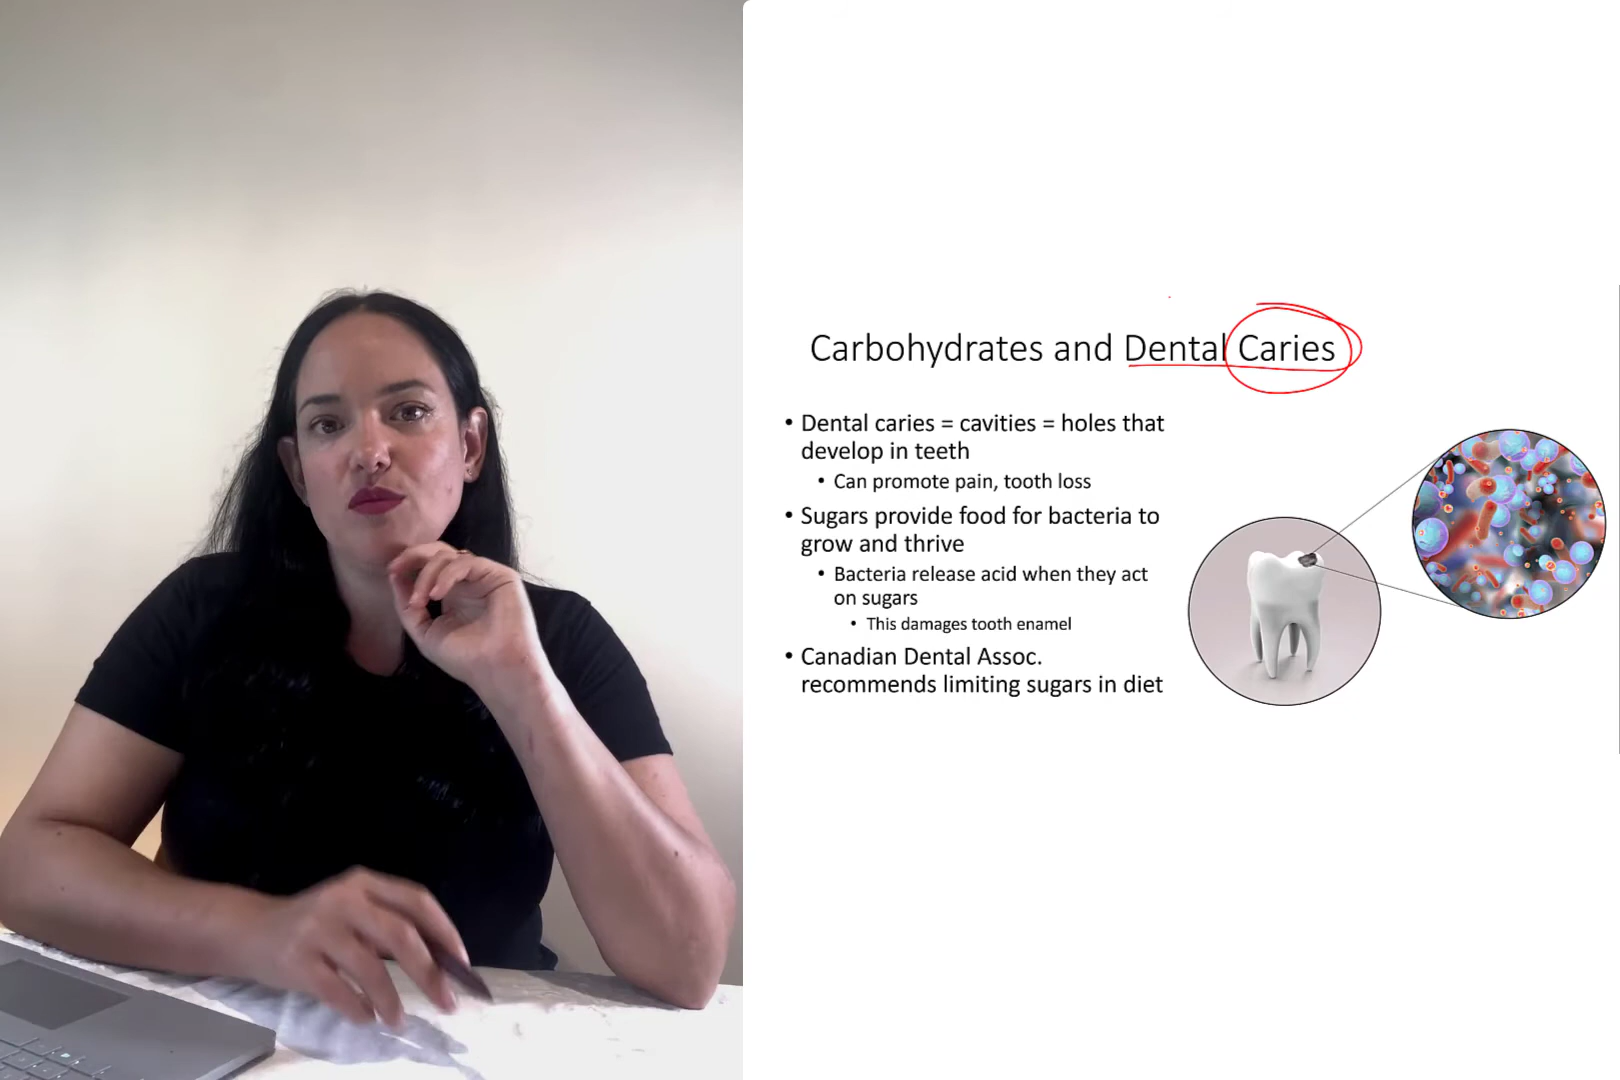 Carbohydrates and Dental Caries
• Dental caries = cavities = holes that
develop in teeth
• Can promote pain, tooth loss
• Sugars provide food for bacteria to
grow and thrive
• Bacteria release acid when they act
on sugars
• This damages tooth enamel
• Canadian Dental Assoc.
recommends limiting sugars in diet